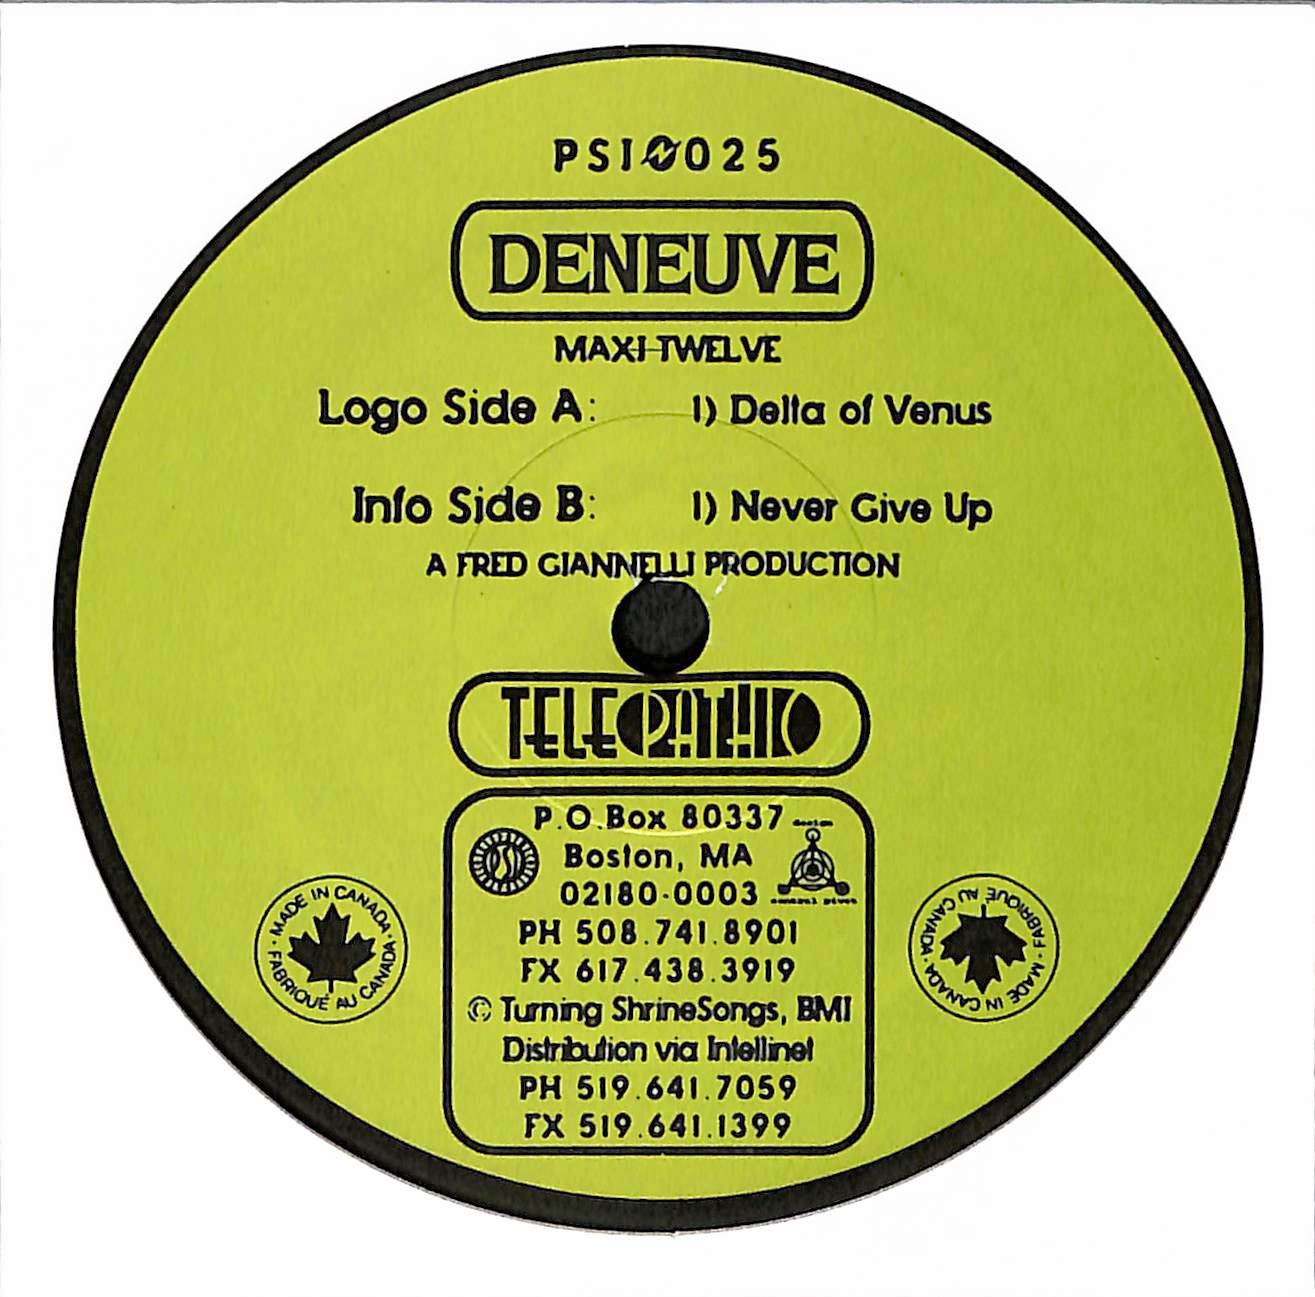 PSI 025
DENEUVE
MAXI-TWELVE
Logo Side A: 1) Delta of Venus
Info Side B: 1) Never Give Up
A FRED GIANNELLI PRODUCTION
TELEPATHIC
P.O.Box 80337
PSI
Boston, MA
02180-0003
PH 508.741.8901
FX 617.438.3919
© Turning ShrineSongs, BMI
Distribution via Intellinet
PH 519.641.7059
FX 519.641.1399
· MADE IN CANADA · FABRIQUÉ AU CANADA
· MADE IN CANADA · FABRIQUÉ AU CANADA